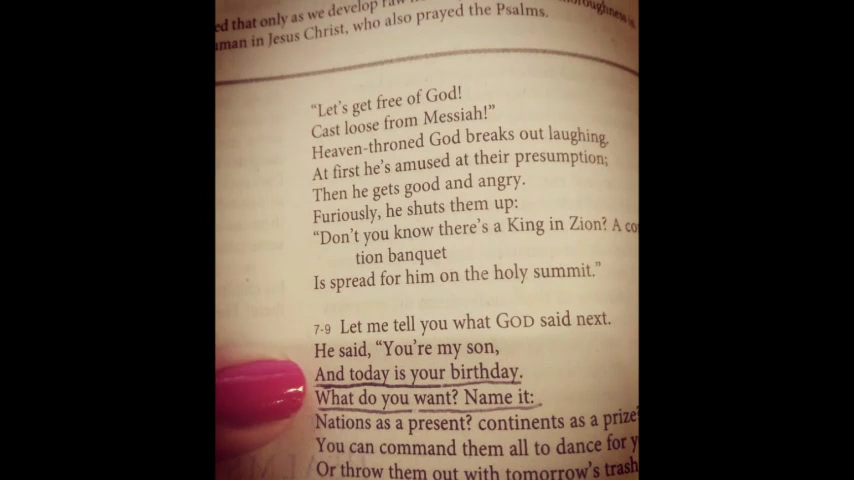 ed that only as we develop raw
thoroughness
man in Jesus Christ, who also prayed the Psalms.
“Let’s get free of God!
Cast loose from Messiah!”
Heaven-throned God breaks out laughing.
At first he’s amused at their presumption;
Then he gets good and angry.
Furiously, he shuts them up:
“Don’t you know there’s a King in Zion? A co
tion banquet
Is spread for him on the holy summit.”
7-9 Let me tell you what GOD said next.
He said, “You’re my son,
And today is your birthday.
What do you want? Name it:
Nations as a present? continents as a prize?
You can command them all to dance for y
Or throw them out with tomorrow’s trash